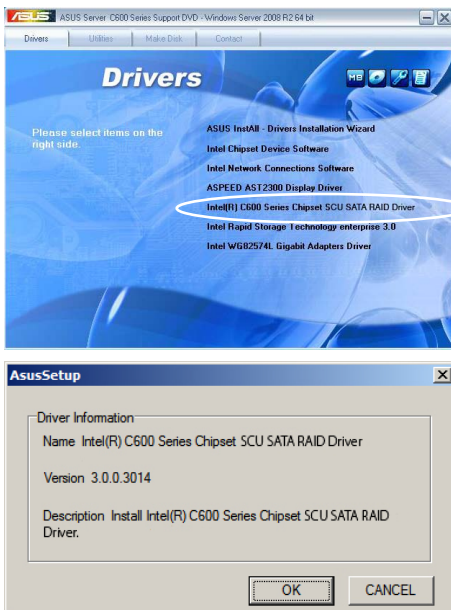 ASUS ASUS Server C600 Series Support DVD - Windows Server 2008 R2 64 bit
Drivers Utilities Make Disk Contact
Drivers
MB
Please select items on the
right side.
ASUS InstAll - Drivers Installation Wizard
Intel Chipset Device Software
Intel Network Connections Software
ASPEED AST2300 Display Driver
Intel(R) C600 Series Chipset SCU SATA RAID Driver
Intel Rapid Storage Technology enterprise 3.0
Intel WG82574L Gigabit Adapters Driver
AsusSetup
Driver Information
Name Intel(R) C600 Series Chipset SCU SATA RAID Driver
Version 3.0.0.3014
Description Install Intel(R) C600 Series Chipset SCU SATA RAID
Driver.
OK CANCEL